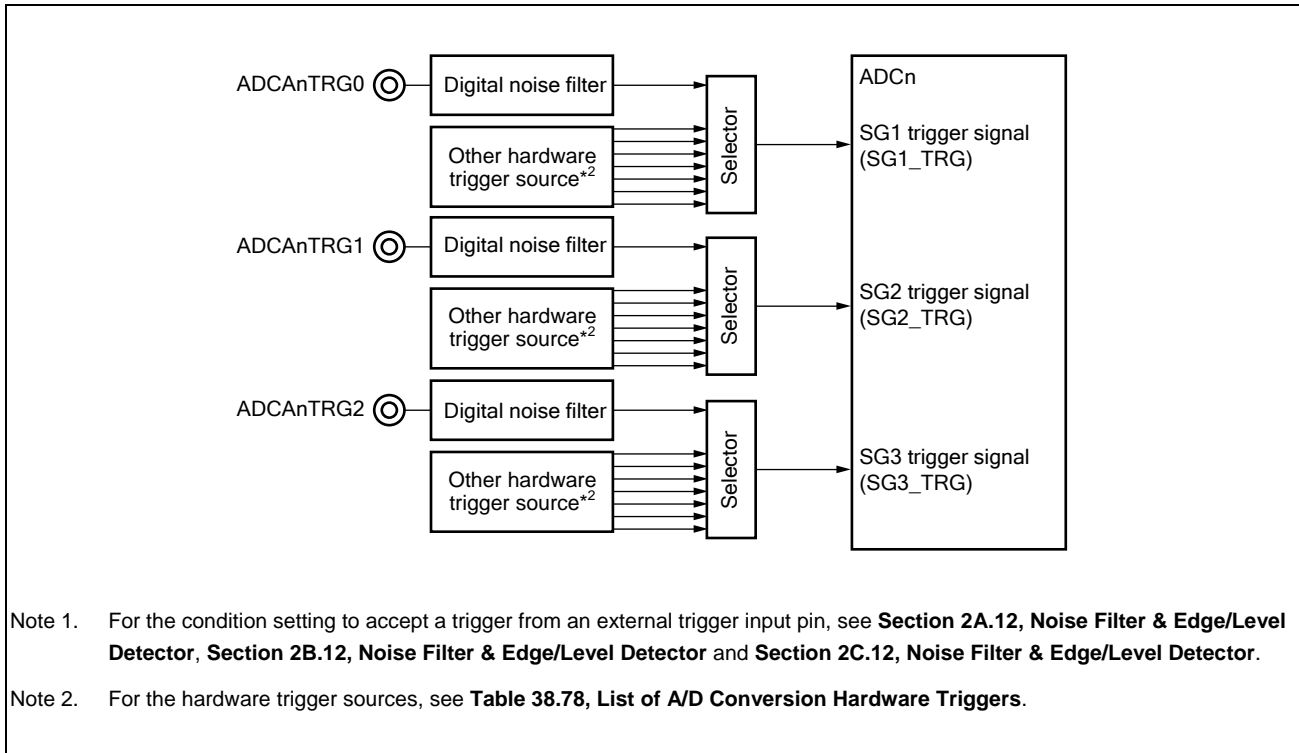 ADCAnTRG0
Digital noise filter
Other hardware
trigger source*2
Selector
ADCn
SG1 trigger signal
(SG1_TRG)
ADCAnTRG1
Digital noise filter
Other hardware
trigger source*2
Selector
SG2 trigger signal
(SG2_TRG)
ADCAnTRG2
Digital noise filter
Other hardware
trigger source*2
Selector
SG3 trigger signal
(SG3_TRG)
Note 1. For the condition setting to accept a trigger from an external trigger input pin, see Section 2A.12, Noise Filter & Edge/Level
Detector, Section 2B.12, Noise Filter & Edge/Level Detector and Section 2C.12, Noise Filter & Edge/Level Detector.
Note 2. For the hardware trigger sources, see Table 38.78, List of A/D Conversion Hardware Triggers.